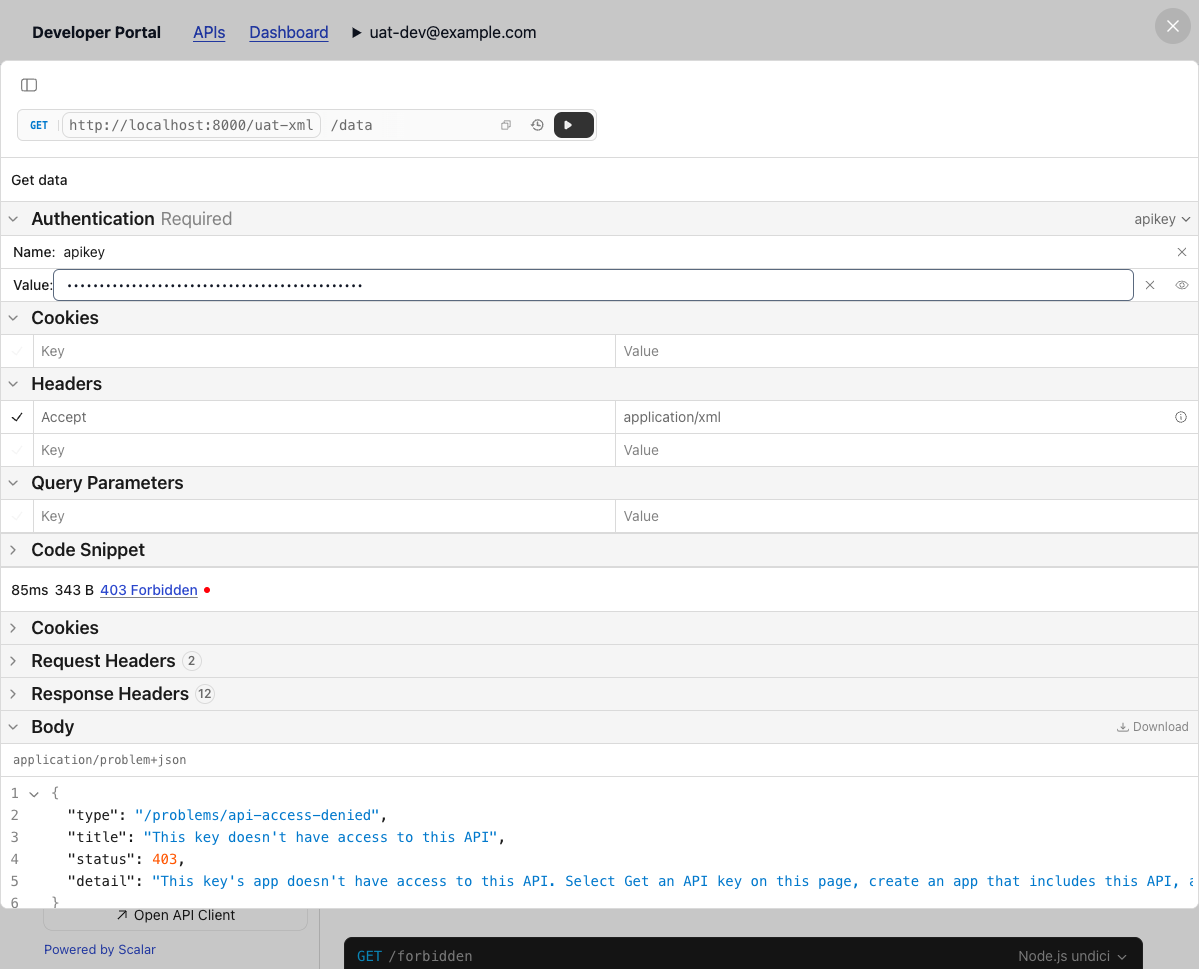 Developer Portal APIs Dashboard ▶ uat-dev@example.com
GET http://localhost:8000/uat-xml /data
Get data
Authentication Required apikey
Name: apikey
Value: ••••••••••••••••••••••••••••••••••••••••••••••
Cookies
Key Value
Headers
Accept application/xml
Key Value
Query Parameters
Key Value
Code Snippet
85ms 343 B 403 Forbidden
Cookies
Request Headers 2
Response Headers 12
Body Download
application/problem+json
1 {
2 "type": "/problems/api-access-denied",
3 "title": "This key doesn't have access to this API",
4 "status": 403,
5 "detail": "This key's app doesn't have access to this API. Select Get an API key on this page, create an app that includes this API,
6 }
Open API Client
Powered by Scalar
GET /forbidden Node.js undici